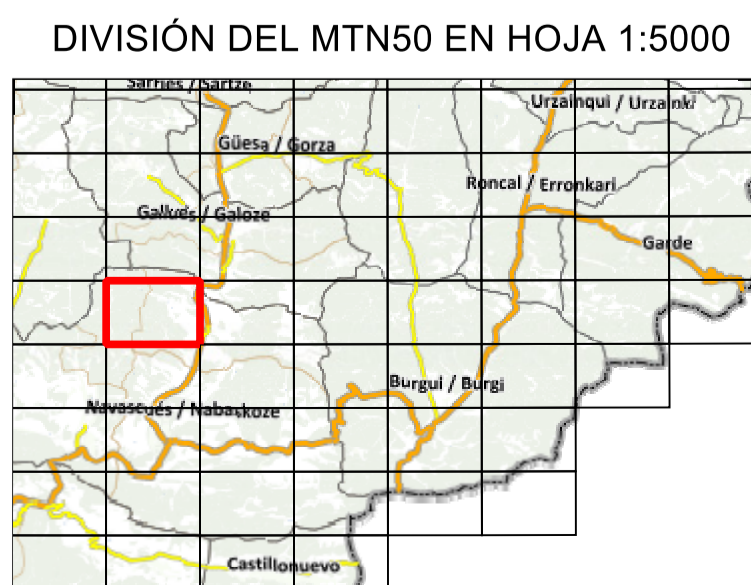 DIVISIÓN DEL MTN50 EN HOJA 1:5000
Sarries / Sartze
Urzainqui / Urzainki
Güesa / Gorza
Roncal / Erronkari
Gallués / Galoze
Garde
Burgui / Burgi
Navascués / Nabaskoze
Castillonuevo